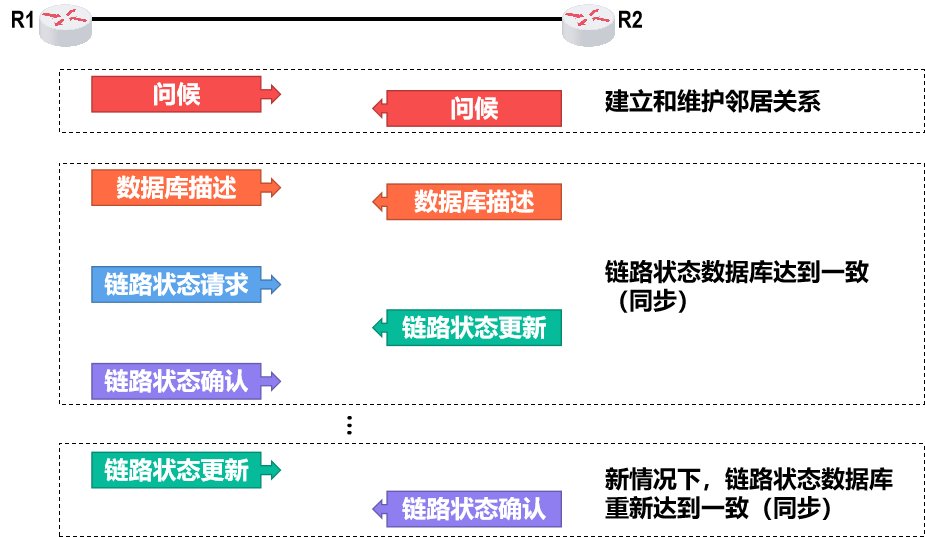 R1
R2
问候
问候
建立和维护邻居关系
数据库描述
数据库描述
链路状态请求
链路状态数据库达到一致
（同步）
链路状态更新
链路状态确认
⋮
链路状态更新
新情况下，链路状态数据库
重新达到一致（同步）
链路状态确认